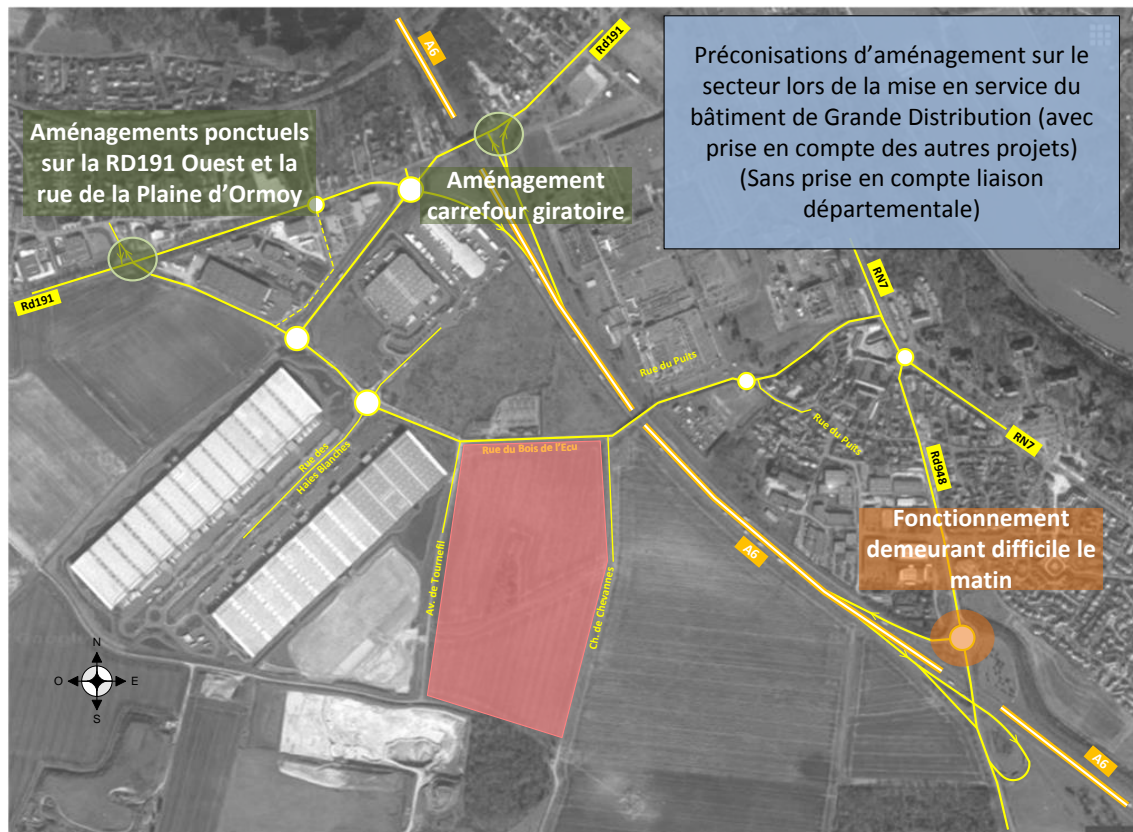 A6
Rd191
Préconisations d’aménagement sur le
secteur lors de la mise en service du
bâtiment de Grande Distribution (avec
prise en compte des autres projets)
(Sans prise en compte liaison
départementale)
Aménagements ponctuels
sur la RD191 Ouest et la
rue de la Plaine d’Ormoy
Aménagement
carrefour giratoire
Rd191
RN7
Rue du Puits
Rue du Puits
RN7
Rd948
Rue du Bois de l’Ecu
Rue des
Haies Blanches
Av. de Tournefil
Ch. de Chevannes
A6
Fonctionnement
demeurant difficile le
matin
N
O
E
S
A6